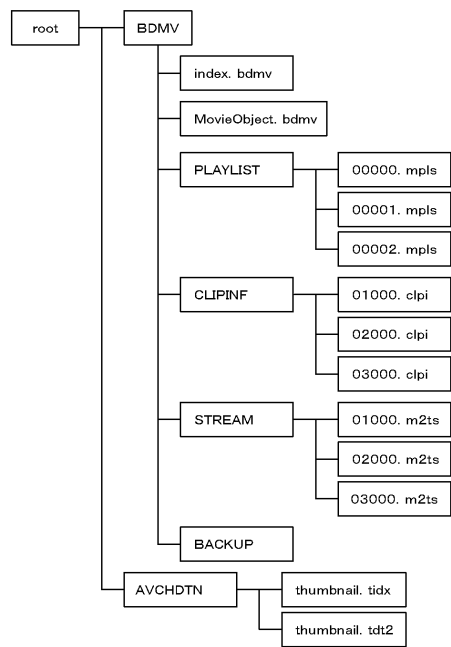 root
BDMV
index. bdmv
MovieObject. bdmv
PLAYLIST
00000. mpls
00001. mpls
00002. mpls
CLIPINF
01000. clpi
02000. clpi
03000. clpi
STREAM
01000. m2ts
02000. m2ts
03000. m2ts
BACKUP
AVCHDTN
thumbnail. tidx
thumbnail. tdt2